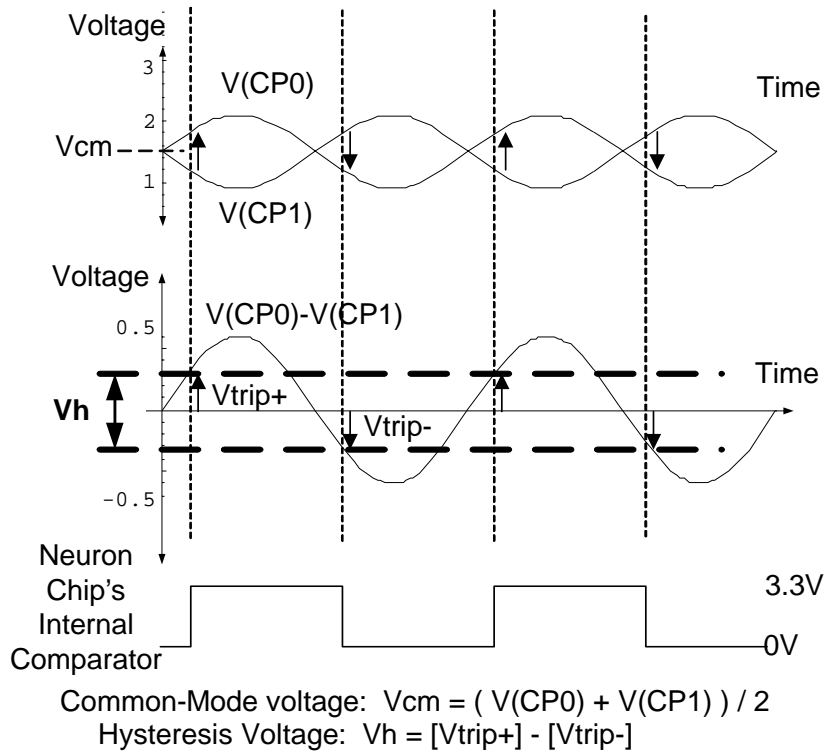 Voltage
3
V(CP0)
Time
2
Vcm
1
V(CP1)
Voltage
V(CP0)-V(CP1)
0.5
Time
Vtrip+
Vh
Vtrip-
-0.5
Neuron
Chip's
Internal
Comparator
3.3V
0V
Common-Mode voltage: Vcm = ( V(CP0) + V(CP1) ) / 2
Hysteresis Voltage: Vh = [Vtrip+] - [Vtrip-]